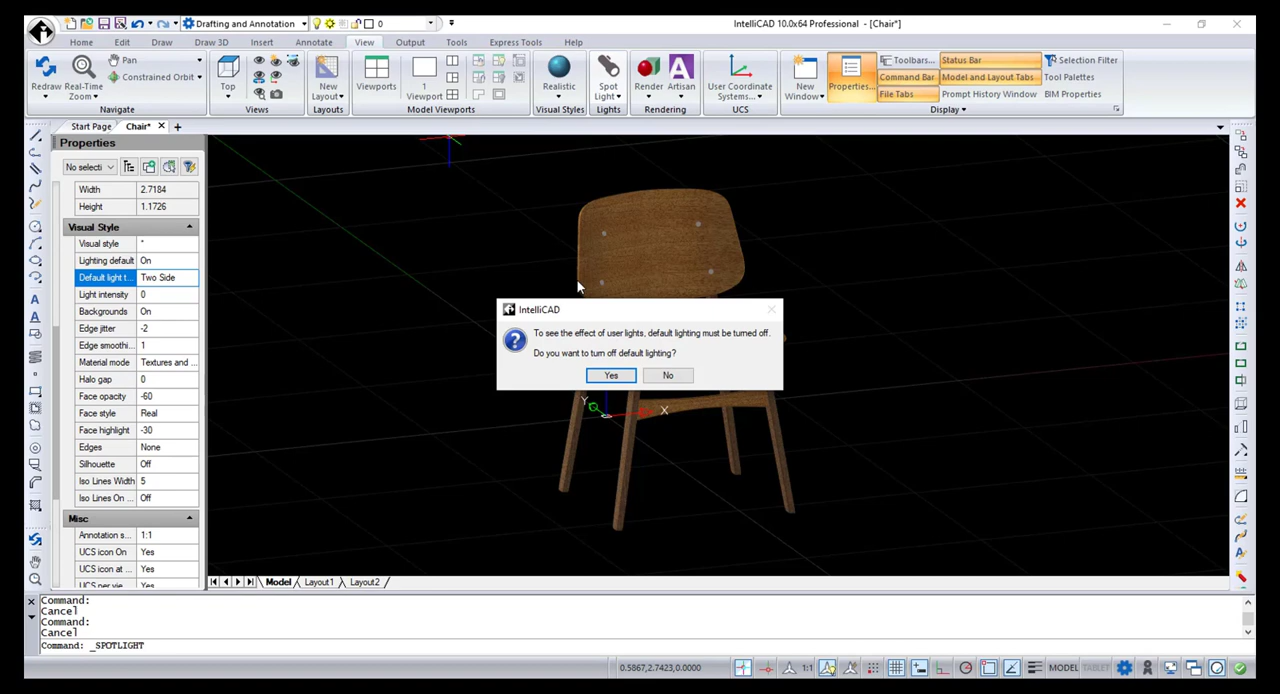 Drafting and Annotation
0
IntelliCAD 10.0x64 Professional - [Chair*]
Home Edit Draw Draw 3D Insert Annotate View Output Tools Express Tools Help
Redraw Real-Time Zoom Pan Constrained Orbit
Top
New Layout
Viewports
1 Viewport
Realistic
Spot Light
Render Artisan
User Coordinate Systems...
New Window
Properties...
Toolbars... Status Bar Selection Filter
Command Bar Model and Layout Tabs Tool Palettes
File Tabs Prompt History Window BIM Properties
Navigate Views Layouts Model Viewports Visual Styles Lights Rendering UCS Display
Start Page Chair*
Properties
No selecti
Width 2.7184
Height 1.1726
Visual Style
Visual style *
Lighting default On
Default light t... Two Side
Light intensity 0
Backgrounds On
Edge jitter -2
Edge smoothi... 1
Material mode Textures and ...
Halo gap 0
Face opacity -60
Face style Real
Face highlight -30
Edges None
Silhouette Off
Iso Lines Width 5
Iso Lines On ... Off
Misc
Annotation s... 1:1
UCS icon On Yes
UCS icon at ... Yes
UCS per vie... Yes
IntelliCAD
To see the effect of user lights, default lighting must be turned off.
Do you want to turn off default lighting?
Yes No
Y X
Model Layout1 Layout2
Command:
Cancel
Command:
Cancel
Command: _SPOTLIGHT
0.5867,2.7423,0.0000 1:1 MODEL TABLET